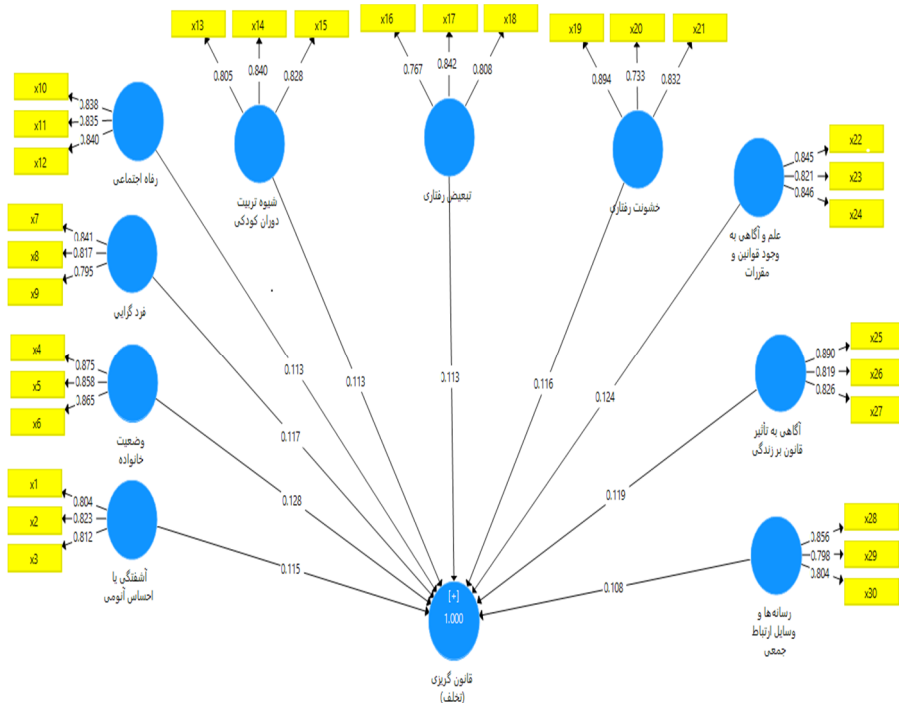 x13
x14
x15
0.805
0.840
0.828
شیوه تربیت
دوران کودکی
x16
x17
x18
0.767
0.842
0.808
تبعیض رفتاری
x19
x20
x21
0.894
0.733
0.832
خشونت رفتاری
x10
x11
x12
0.838
0.835
0.840
رفاه اجتماعی
x22
x23
x24
0.845
0.821
0.846
علم و آگاهی به
وجود قوانین و
مقررات
x7
x8
x9
0.841
0.817
0.795
فرد گرایی
x4
x5
x6
0.875
0.858
0.865
وضعیت
خانواده
x25
x26
x27
0.890
0.819
0.826
آگاهی به تأثیر
قانون بر زندگی
x1
x2
x3
0.804
0.823
0.812
آشفتگی یا
احساس آنومی
x28
x29
x30
0.856
0.798
0.804
رسانه‌ها و
وسایل ارتباط
جمعی
0.113
0.113
0.113
0.116
0.124
0.117
0.128
0.119
0.115
0.108
[+]
1.000
قانون گریزی
(تخلف)